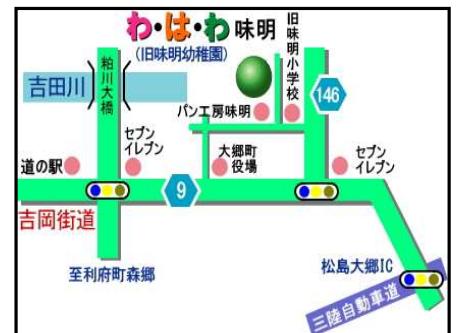 わ・は・わ 味明
(旧味明幼稚園)
旧味明小学校
粕川大橋
吉田川
146
パン工房味明
セブン
イレブン
大郷町
役場
セブン
イレブン
道の駅
9
吉岡街道
至利府町森郷
松島大郷IC
三陸自動車道